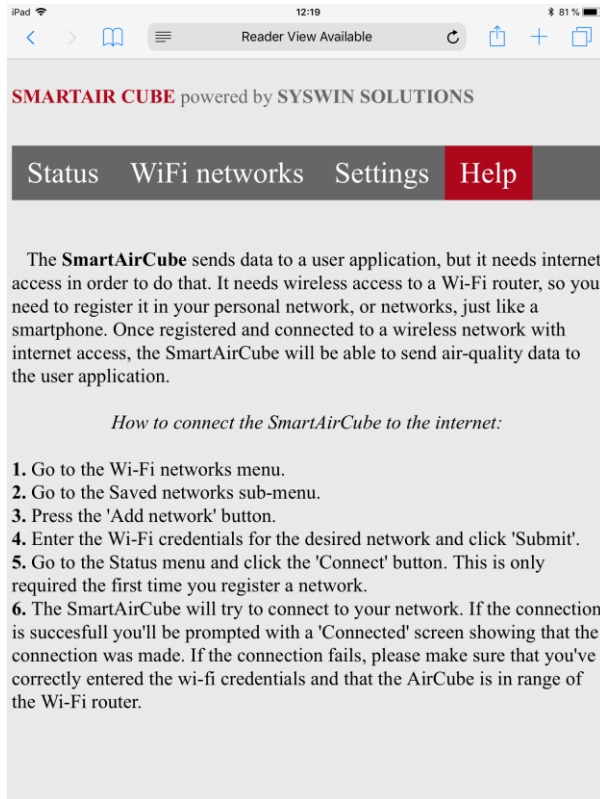 iPad 12:19 81 %
Reader View Available
SMARTAIR CUBE powered by SYSWIN SOLUTIONS
Status WiFi networks Settings Help
The SmartAirCube sends data to a user application, but it needs internet
access in order to do that. It needs wireless access to a Wi-Fi router, so you
need to register it in your personal network, or networks, just like a
smartphone. Once registered and connected to a wireless network with
internet access, the SmartAirCube will be able to send air-quality data to
the user application.
How to connect the SmartAirCube to the internet:
1. Go to the Wi-Fi networks menu.
2. Go to the Saved networks sub-menu.
3. Press the 'Add network' button.
4. Enter the Wi-Fi credentials for the desired network and click 'Submit'.
5. Go to the Status menu and click the 'Connect' button. This is only
required the first time you register a network.
6. The SmartAirCube will try to connect to your network. If the connection
is succesfull you'll be prompted with a 'Connected' screen showing that the
connection was made. If the connection fails, please make sure that you've
correctly entered the wi-fi credentials and that the AirCube is in range of
the Wi-Fi router.